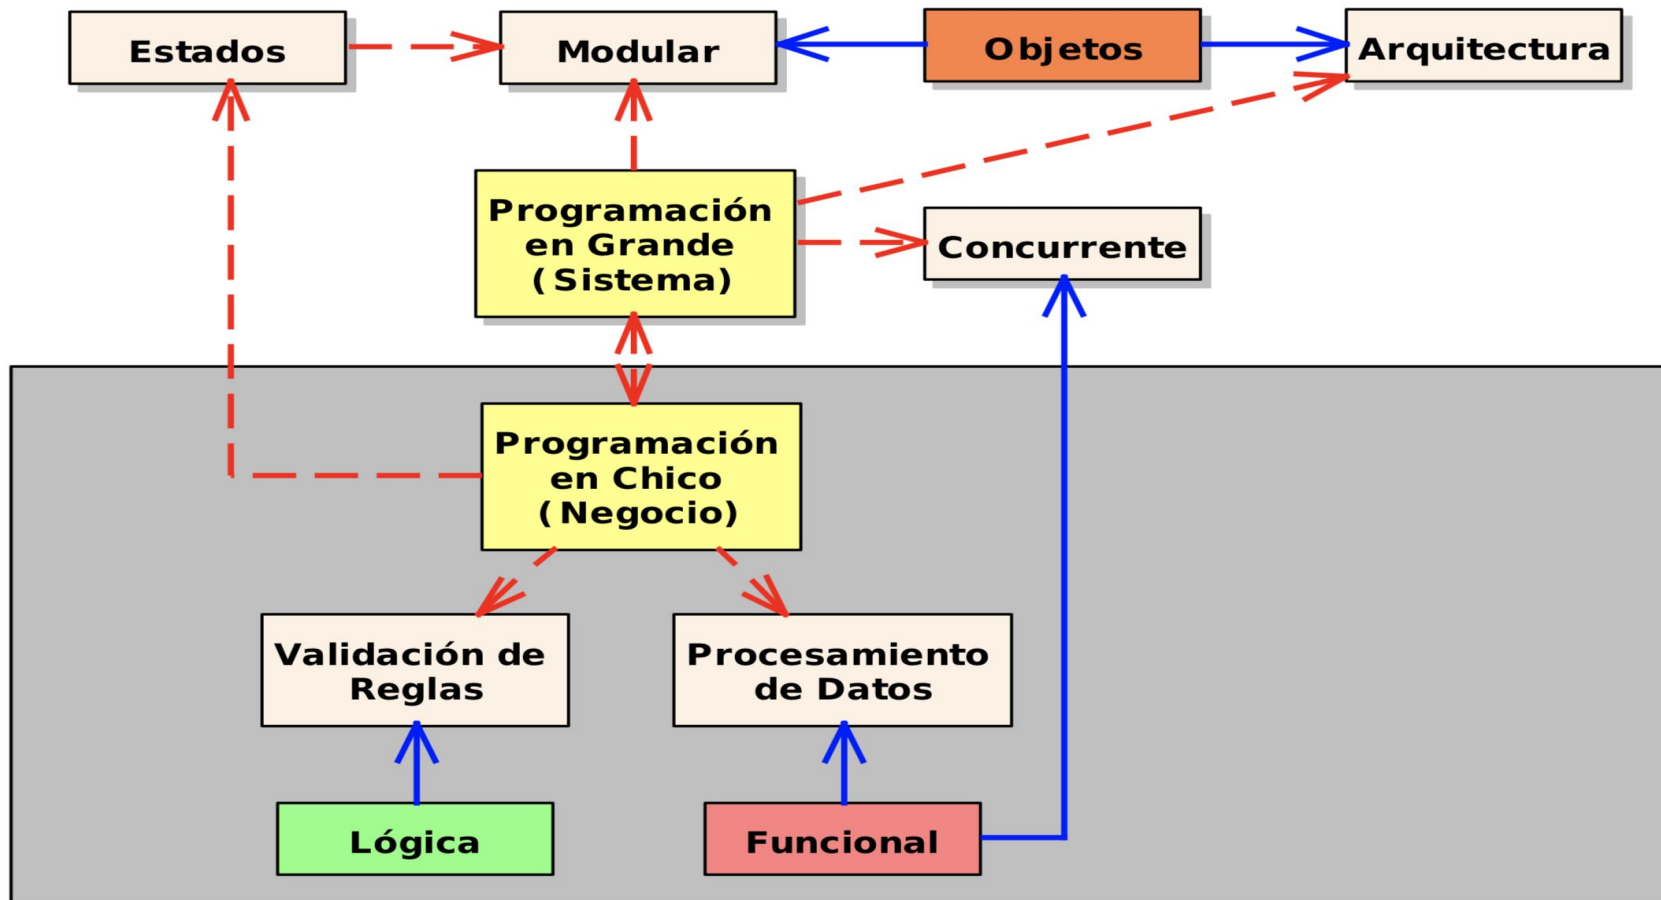 Estados
Modular
Objetos
Arquitectura
Programación
en Grande
(Sistema)
Concurrente
Programación
en Chico
(Negocio)
Validación de
Reglas
Procesamiento
de Datos
Lógica
Funcional